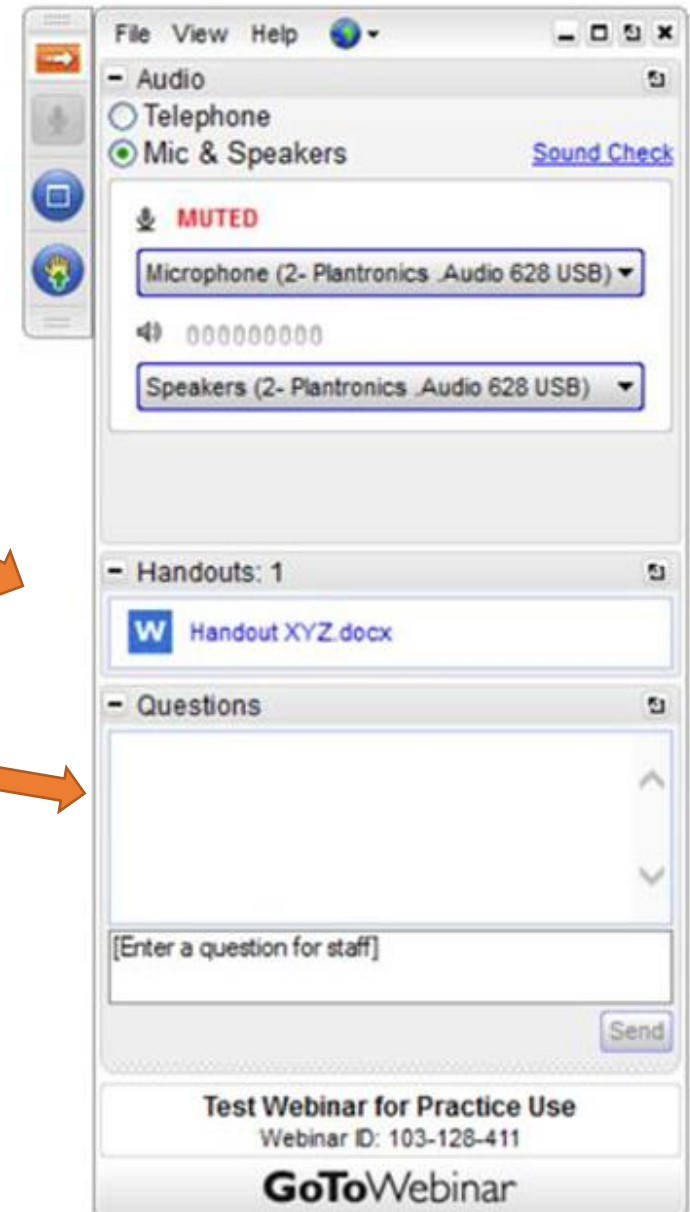 File View Help
- Audio
Telephone
Mic & Speakers Sound Check
MUTED
Microphone (2- Plantronics .Audio 628 USB)
000000000
Speakers (2- Plantronics .Audio 628 USB)
- Handouts: 1
W Handout XYZ.docx
- Questions
[Enter a question for staff]
Send
Test Webinar for Practice Use
Webinar ID: 103-128-411
GoToWebinar